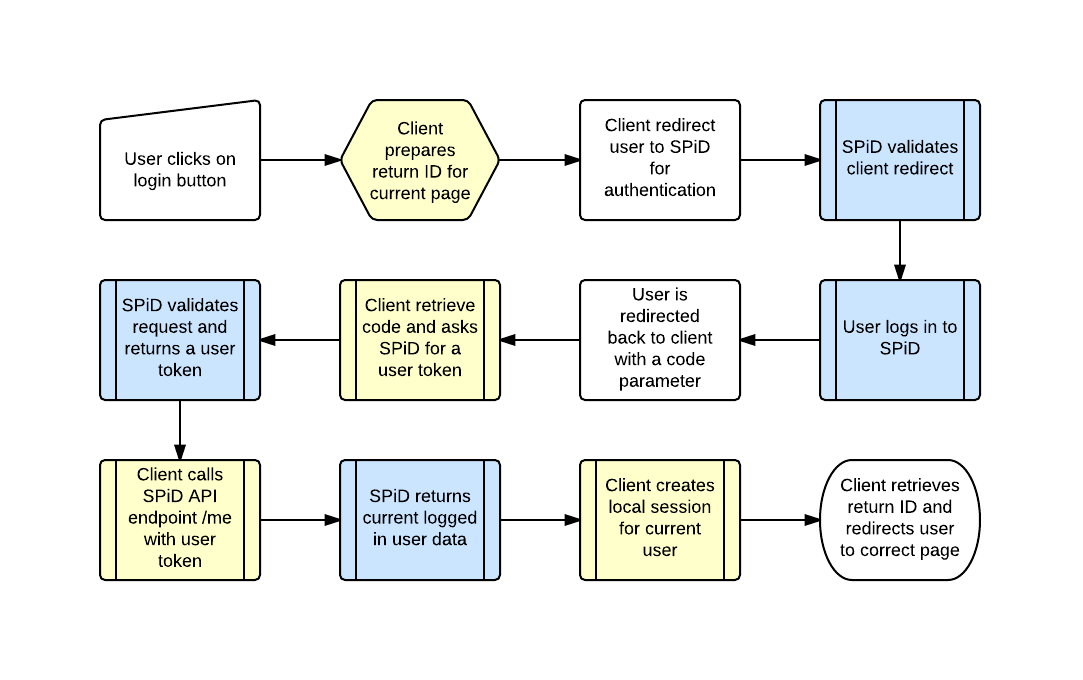 User clicks on
login button
Client
prepares
return ID for
current page
Client redirect
user to SPiD
for
authentication
SPiD validates
client redirect
User logs in to
SPiD
User is
redirected
back to client
with a code
parameter
Client retrieve
code and asks
SPiD for a
user token
SPiD validates
request and
returns a user
token
Client calls
SPiD API
endpoint /me
with user
token
SPiD returns
current logged
in user data
Client creates
local session
for current
user
Client retrieves
return ID and
redirects user
to correct page